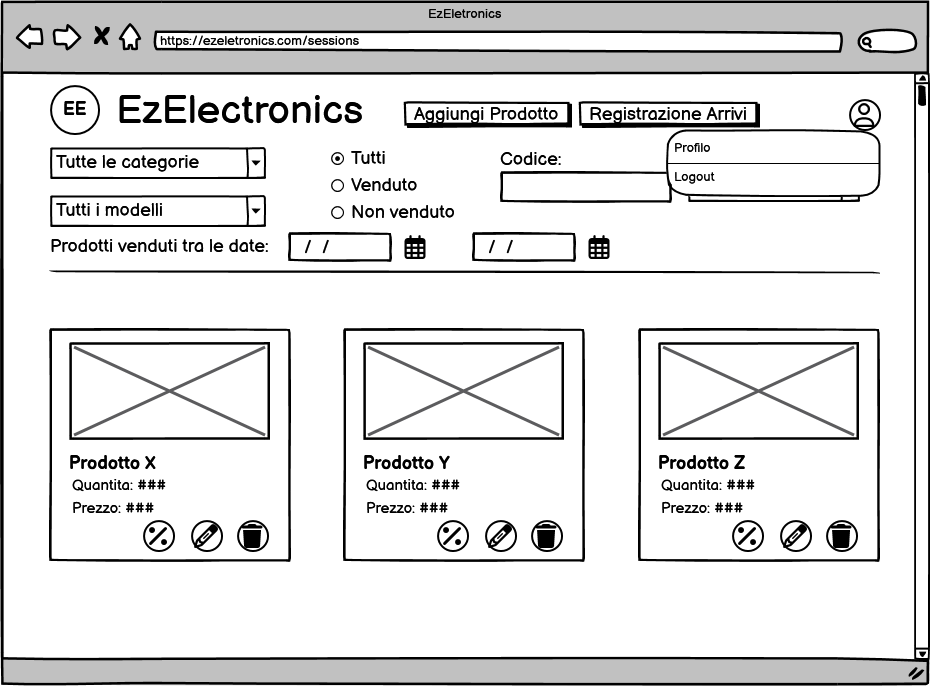 EzEletronics
https://ezeletronics.com/sessions
EE
EzElectronics
Aggiungi Prodotto
Registrazione Arrivi
Profilo
Logout
Tutte le categorie
Tutti i modelli
Tutti
Venduto
Non venduto
Codice:
Prodotti venduti tra le date:
/ /
/ /
Prodotto X
Quantita: ###
Prezzo: ###
Prodotto Y
Quantita: ###
Prezzo: ###
Prodotto Z
Quantita: ###
Prezzo: ###